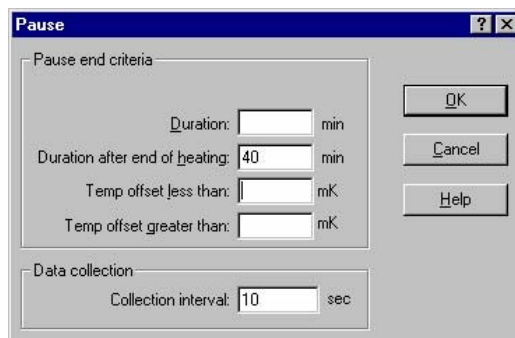 Pause
Pause end criteria
Duration: min
Duration after end of heating: 40 min
Temp offset less than: mK
Temp offset greater than: mK
Data collection
Collection interval: 10 sec
OK
Cancel
Help